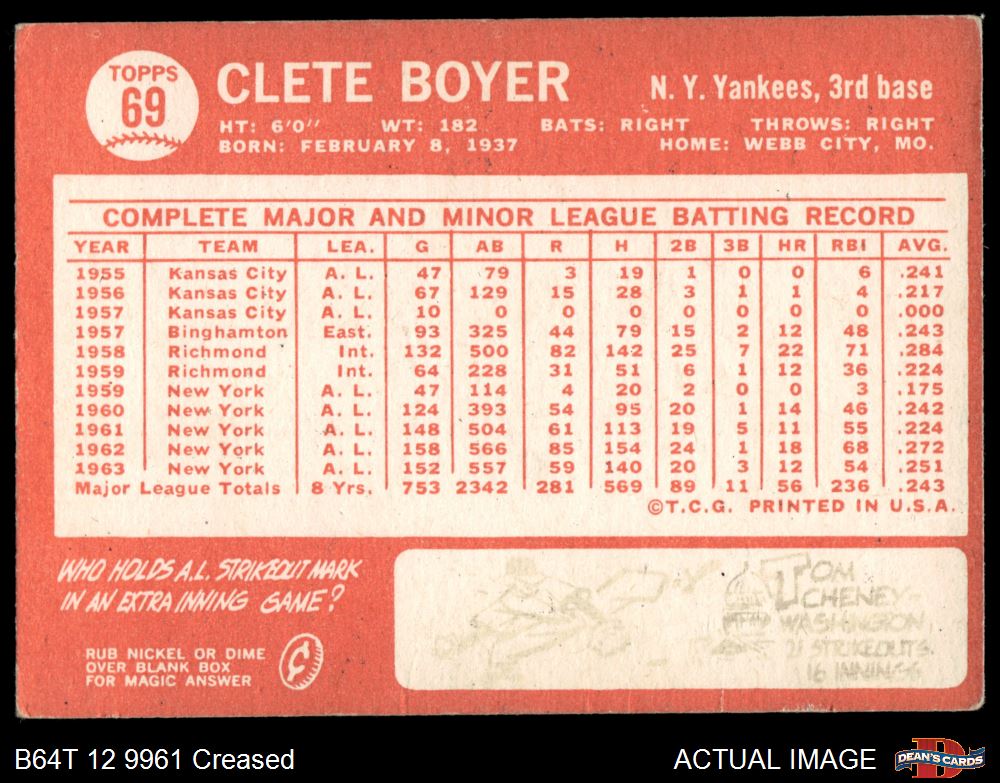 TOPPS
69
CLETE BOYER
N. Y. Yankees, 3rd base
HT: 6'0" WT: 182 BATS: RIGHT THROWS: RIGHT
BORN: FEBRUARY 8, 1937 HOME: WEBB CITY, MO.
COMPLETE MAJOR AND MINOR LEAGUE BATTING RECORD
YEAR TEAM LEA. G AB R H 2B 3B HR RBI AVG.
1955 Kansas City A. L. 47 79 3 19 1 0 0 6 .241
1956 Kansas City A. L. 67 129 15 28 3 1 1 4 .217
1957 Kansas City A. L. 10 0 0 0 0 0 0 0 .000
1957 Binghamton East. 93 325 44 79 15 2 12 48 .243
1958 Richmond Int. 132 500 82 142 25 7 22 71 .284
1959 Richmond Int. 64 228 31 51 6 1 12 36 .224
1959 New York A. L. 47 114 4 20 2 0 0 3 .175
1960 New York A. L. 124 393 54 95 20 1 14 46 .242
1961 New York A. L. 148 504 61 113 19 5 11 55 .224
1962 New York A. L. 158 566 85 154 24 1 18 68 .272
1963 New York A. L. 152 557 59 140 20 3 12 54 .251
Major League Totals 8 Yrs. 753 2342 281 569 89 11 56 236 .243
©T.C.G. PRINTED IN U.S.A.
WHO HOLDS A.L. STRIKEOUT MARK
IN AN EXTRA INNING GAME?
RUB NICKEL OR DIME
OVER BLANK BOX
FOR MAGIC ANSWER
TOM
CHENEY-
WASHINGTON
21 STRIKEOUTS
16 INNINGS
B64T 12 9961 Creased
ACTUAL IMAGE
D
DEAN'S CARDS